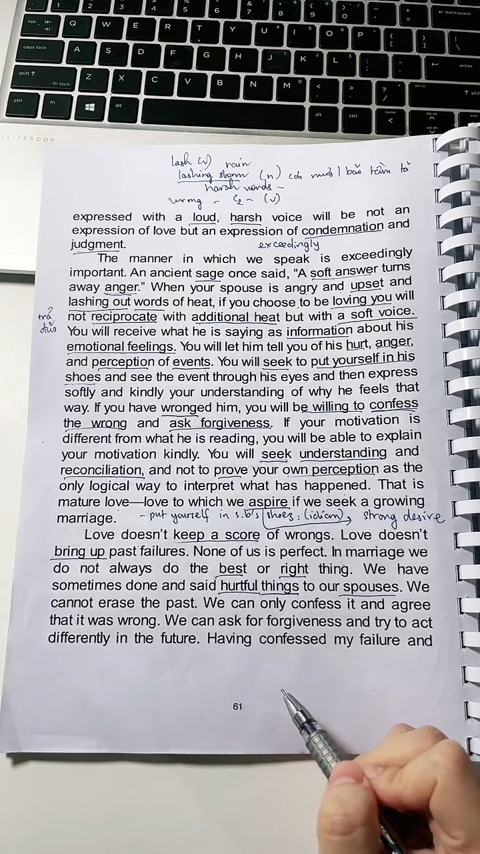 lash (v) rain
lashing storm (n)
harsh words -
wrong - (v)
expressed with a loud, harsh voice will be not an
expression of love but an expression of condemnation and
judgment.
exceedingly
The manner in which we speak is exceedingly
important. An ancient sage once said, “A soft answer turns
away anger.” When your spouse is angry and upset and
lashing out words of heat, if you choose to be loving you will
not reciprocate with additional heat but with a soft voice.
You will receive what he is saying as information about his
emotional feelings. You will let him tell you of his hurt, anger,
and perception of events. You will seek to put yourself in his
shoes and see the event through his eyes and then express
softly and kindly your understanding of why he feels that
way. If you have wronged him, you will be willing to confess
the wrong and ask forgiveness. If your motivation is
different from what he is reading, you will be able to explain
your motivation kindly. You will seek understanding and
reconciliation, and not to prove your own perception as the
only logical way to interpret what has happened. That is
mature love—love to which we aspire if we seek a growing
marriage.
- put yourself in s.b's shoes: (idiom) strong desire
Love doesn't keep a score of wrongs. Love doesn't
bring up past failures. None of us is perfect. In marriage we
do not always do the best or right thing. We have
sometimes done and said hurtful things to our spouses. We
cannot erase the past. We can only confess it and agree
that it was wrong. We can ask for forgiveness and try to act
differently in the future. Having confessed my failure and
61
ELITEBOOK